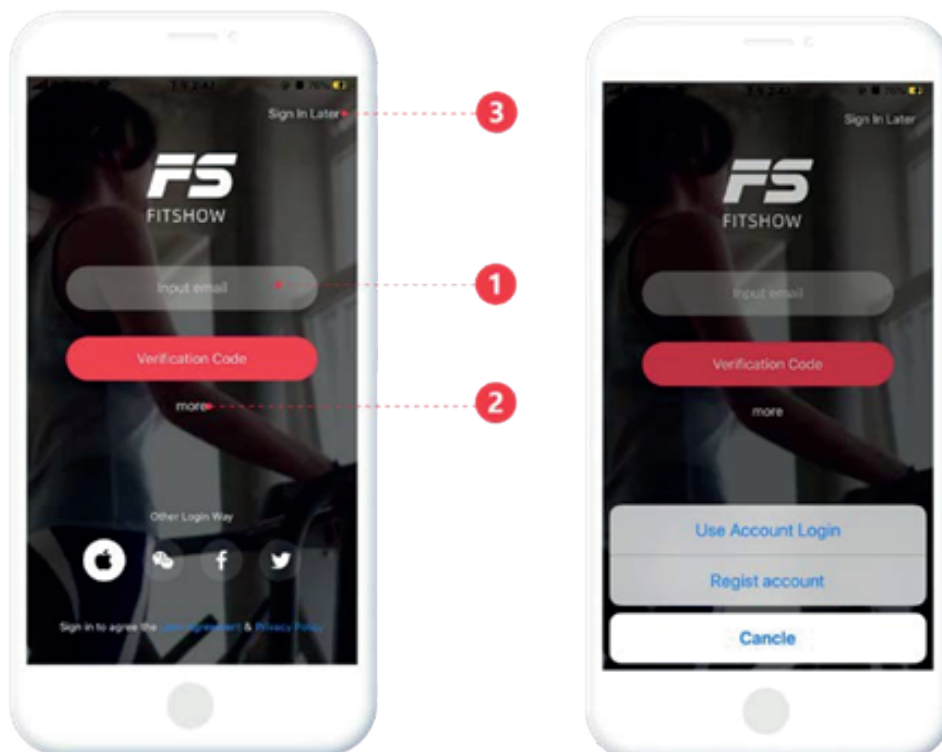 Sign In Later
3
FS
FITSHOW
Input email
1
Verification Code
more
2
Other Login Way
Sign in to agree the User Agreement & Privacy Policy
Sign In Later
FS
FITSHOW
Input email
Verification Code
more
Use Account Login
Regist account
Cancle